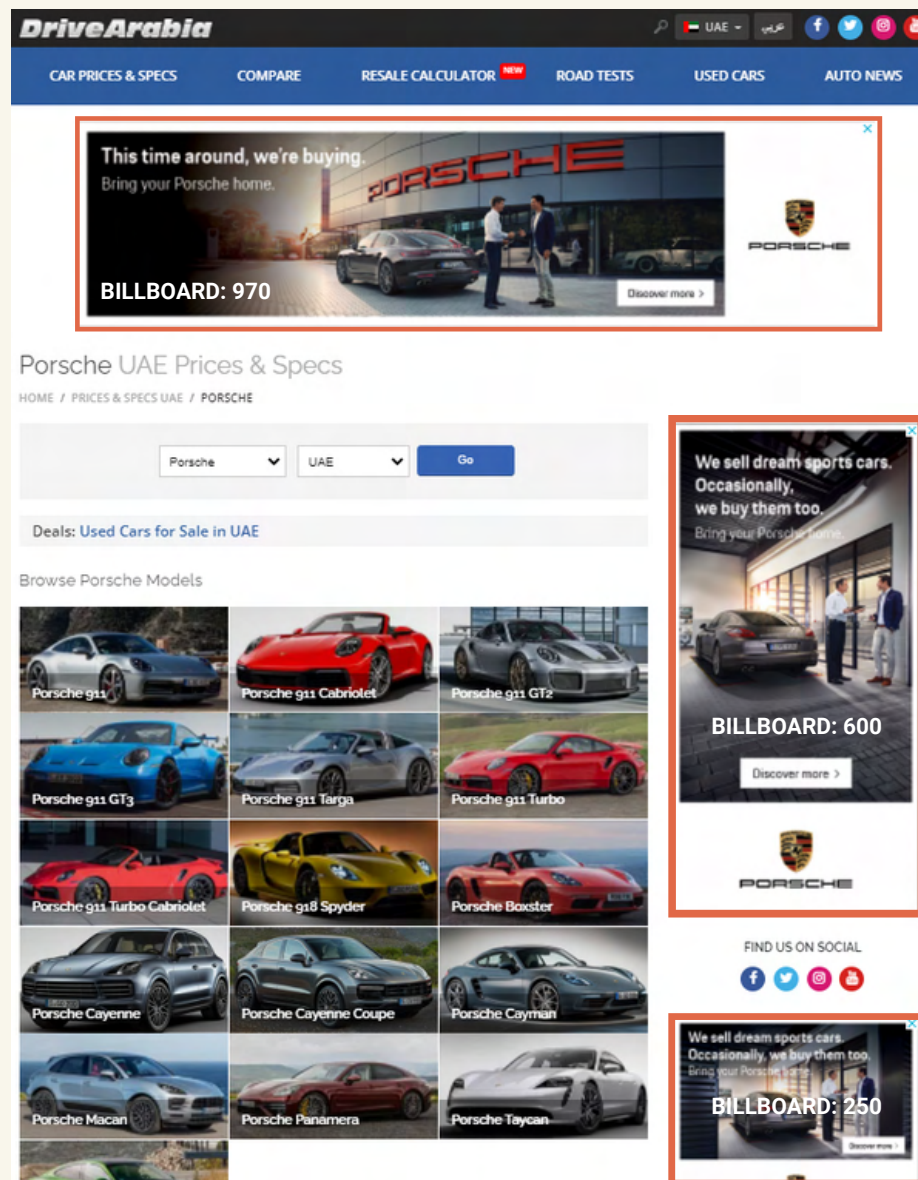 DriveArabia
UAE
عربي
CAR PRICES & SPECS
COMPARE
RESALE CALCULATOR NEW
ROAD TESTS
USED CARS
AUTO NEWS
This time around, we're buying.
Bring your Porsche home.
PORSCHE
BILLBOARD: 970
Discover more >
PORSCHE
Porsche UAE Prices & Specs
HOME / PRICES & SPECS UAE / PORSCHE
Porsche
UAE
Go
Deals: Used Cars for Sale in UAE
Browse Porsche Models
Porsche 911
Porsche 911 Cabriolet
Porsche 911 GT2
Porsche 911 GT3
Porsche 911 Targa
Porsche 911 Turbo
Porsche 911 Turbo Cabriolet
Porsche 918 Spyder
Porsche Boxster
Porsche Cayenne
Porsche Cayenne Coupe
Porsche Cayman
Porsche Macan
Porsche Panamera
Porsche Taycan
We sell dream sports cars.
Occasionally,
we buy them too.
Bring your Porsche home.
BILLBOARD: 600
Discover more >
PORSCHE
FIND US ON SOCIAL
We sell dream sports cars.
Occasionally, we buy them too.
Bring your Porsche home.
BILLBOARD: 250
Discover more >